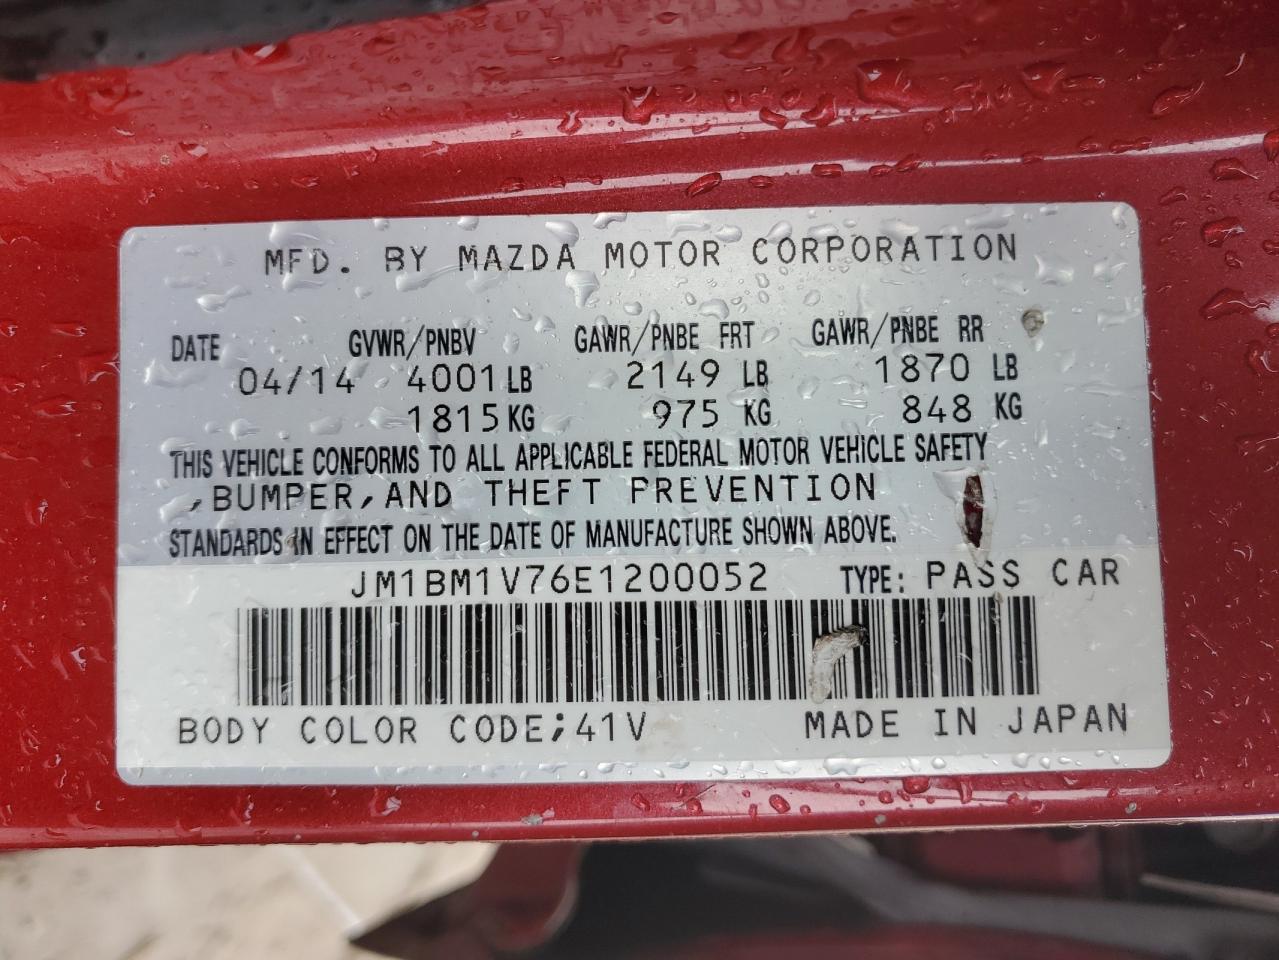 MFD. BY MAZDA MOTOR CORPORATION
DATE GVWR/PNBV GAWR/PNBE FRT GAWR/PNBE RR
04/14 4001 LB 2149 LB 1870 LB
1815 KG 975 KG 848 KG
THIS VEHICLE CONFORMS TO ALL APPLICABLE FEDERAL MOTOR VEHICLE SAFETY
,BUMPER,AND THEFT PREVENTION
STANDARDS IN EFFECT ON THE DATE OF MANUFACTURE SHOWN ABOVE.
JM1BM1V76E1200052 TYPE: PASS CAR
BODY COLOR CODE;41V MADE IN JAPAN